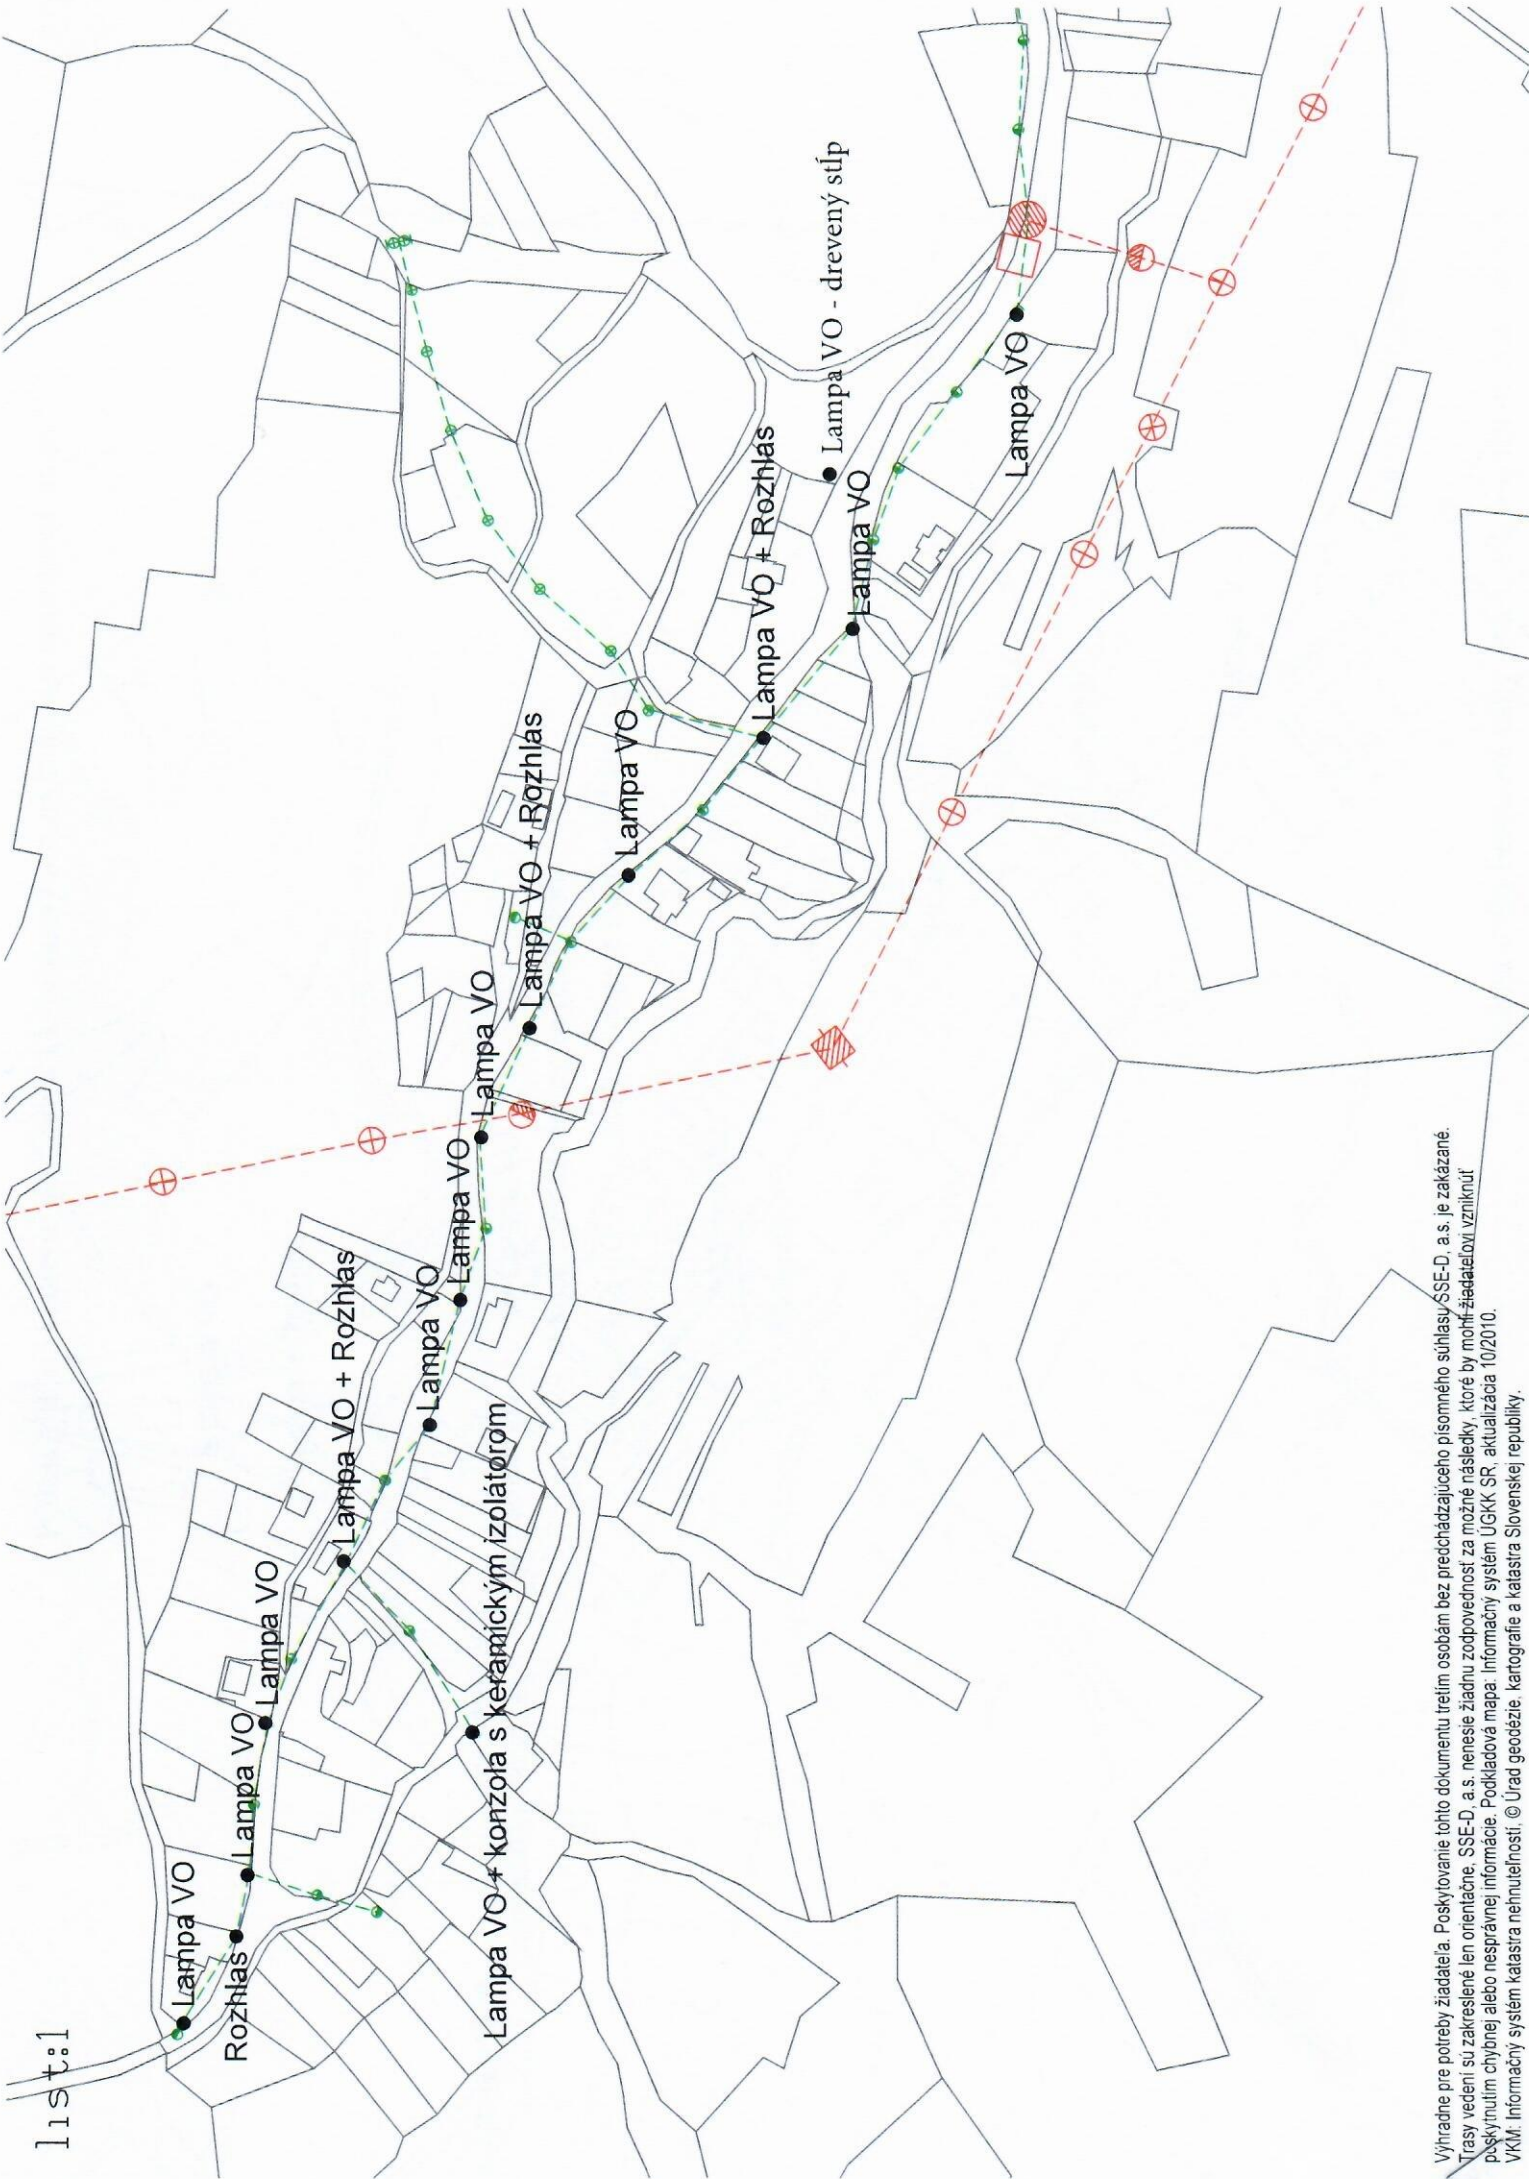 list:1
Lampa VO
Rozhlas
Lampa VO
Lampa VO
Lampa VO + konzola s keramickým izolátorom
Lampa VO + Rozhlas
Lampa VO
Lampa VO
Lampa VO
Lampa VO + Rozhlas
Lampa VO
Lampa VO + Rozhlas
Lampa VO
Lampa VO - drevený stĺp
Lampa VO
Výhradne pre potreby žiadateľa. Poskytovanie tohto dokumentu tretím osobám bez predchádzajúceho písomného súhlasu SSE-D, a.s. je zakázané.
Trasy vedení sú zakreslené len orientačne, SSE-D, a.s. nenesie žiadnu zodpovednosť za možné následky, ktoré by mohli žiadateľovi vzniknúť
poskytnutím chybnej alebo nesprávnej informácie. Podkladová mapa: Informačný systém ÚGKK SR, aktualizácia 10/2010.
VKM: Informačný systém katastra nehnuteľností, © Úrad geodézie, kartografie a katastra Slovenskej republiky.